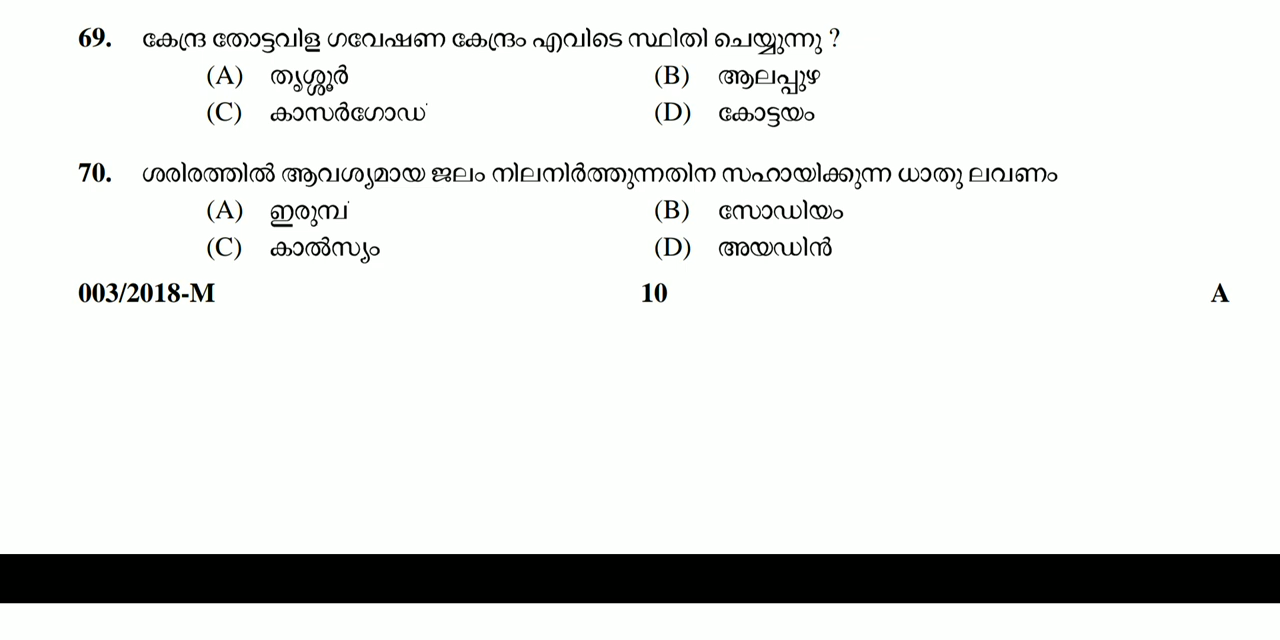 69. കേന്ദ്ര തോട്ടവിള ഗവേഷണ കേന്ദ്രം എവിടെ സ്ഥിതി ചെയ്യുന്നു ?
(A) തൃശ്ശൂർ (B) ആലപ്പുഴ
(C) കാസർഗോഡ് (D) കോട്ടയം
70. ശരിരത്തിൽ ആവശ്യമായ ജലം നിലനിർത്തുന്നതിന സഹായിക്കുന്ന ധാതു ലവണം
(A) ഇരുമ്പ് (B) സോഡിയം
(C) കാൽസ്യം (D) അയഡിൻ
003/2018-M 10 A